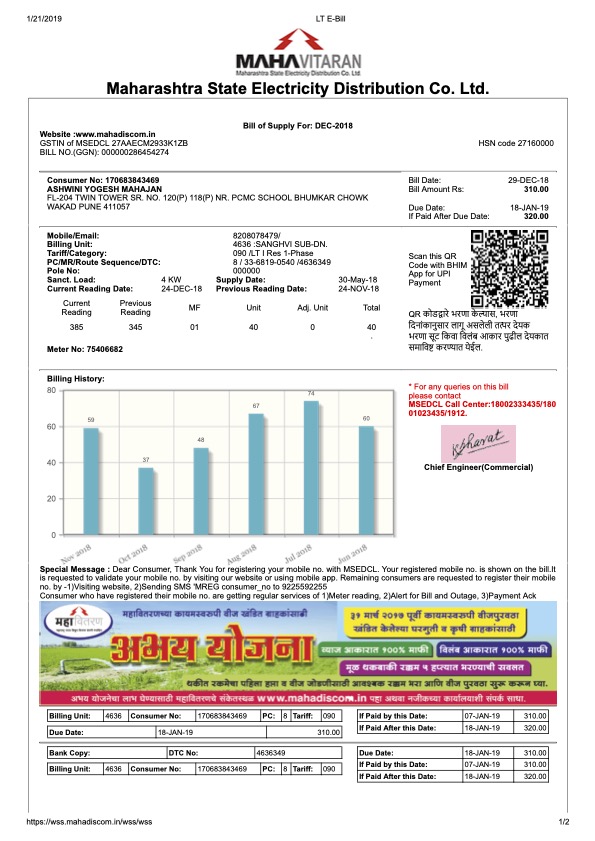 1/21/2019 LT E-Bill
MAHAVITARAN
Maharashtra State Electricity Distribution Co. Ltd.
Maharashtra State Electricity Distribution Co. Ltd.
Bill of Supply For: DEC-2018
Website :www.mahadiscom.in
GSTIN of MSEDCL 27AAECM2933K1ZB HSN code 27160000
BILL NO.(GGN): 000000286454274
Consumer No: 170683843469 Bill Date: 29-DEC-18
ASHWINI YOGESH MAHAJAN Bill Amount Rs: 310.00
FL-204 TWIN TOWER SR. NO. 120(P) 118(P) NR. PCMC SCHOOL BHUMKAR CHOWK
WAKAD PUNE 411057 Due Date: 18-JAN-19
If Paid After Due Date: 320.00
Mobile/Email: 8208078479/
Billing Unit: 4636 :SANGHVI SUB-DN.
Tariff/Category: 090 /LT I Res 1-Phase
PC/MR/Route Sequence/DTC: 8 / 33-6819-0540 /4636349
Pole No: 000000
Sanct. Load: 4 KW Supply Date: 30-May-18
Current Reading Date: 24-DEC-18 Previous Reading Date: 24-NOV-18
Scan this QR
Code with BHIM
App for UPI
Payment
Current Reading Previous Reading MF Unit Adj. Unit Total
385 345 01 40 0 40
QR कोडद्वारे भरणा केल्यास, भरणा
दिनांकानुसार लागू असलेली तत्पर देयक
भरणा सूट किंवा विलंब आकार पुढील देयकात
समाविष्ट करण्यात येईल.
Meter No: 75406682
Billing History:
80
60
40
20
0
59 37 48 67 74 60
Nov 2018 Oct 2018 Sep 2018 Aug 2018 Jul 2018 Jun 2018
* For any queries on this bill
please contact
MSEDCL Call Center:18002333435/180
01023435/1912.
Chief Engineer(Commercial)
Special Message : Dear Consumer, Thank You for registering your mobile no. with MSEDCL. Your registered mobile no. is shown on the bill.It
is requested to validate your mobile no. by visiting our website or using mobile app. Remaining consumers are requested to register their mobile
no. by -1)Visiting website, 2)Sending SMS 'MREG consumer_no to 9225592255
Consumer who have registered their mobile no. are getting regular services of 1)Meter reading, 2)Alert for Bill and Outage, 3)Payment Ack
महावितरण
महावितरणच्या कायमस्वरुपी वीज खंडित ग्राहकांसाठी
अभय योजना
३१ मार्च २०१७ पूर्वी कायमस्वरुपी वीजपुरवठा
खंडित केलेल्या घरगुती व कृषी ग्राहकांसाठी
व्याज आकारात १००% माफी विलंब आकारात १००% माफी
मूळ थकबाकी रक्कम ५ हप्त्यात भरण्याची सवलत
थकीत रकमेचा पहिला हप्ता व वीज जोडणीसाठी आवश्यक रक्कम भरा व वीज पुरवठा सुरू करून घ्या.
अभय योजनेचा लाभ घेण्यासाठी महावितरणचे संकेतस्थळ www.mahadiscom.in पहा अथवा नजीकच्या कार्यालयाशी संपर्क साधा.
Billing Unit: 4636 Consumer No: 170683843469 PC: 8 Tariff: 090 If Paid by this Date: 07-JAN-19 310.00
If Paid After this Date: 18-JAN-19 320.00
Due Date: 18-JAN-19 310.00
Bank Copy: DTC No: 4636349 Due Date: 18-JAN-19 310.00
If Paid by this Date: 07-JAN-19 310.00
Billing Unit: 4636 Consumer No: 170683843469 PC: 8 Tariff: 090 If Paid After this Date: 18-JAN-19 320.00
https://wss.mahadiscom.in/wss/wss 1/2